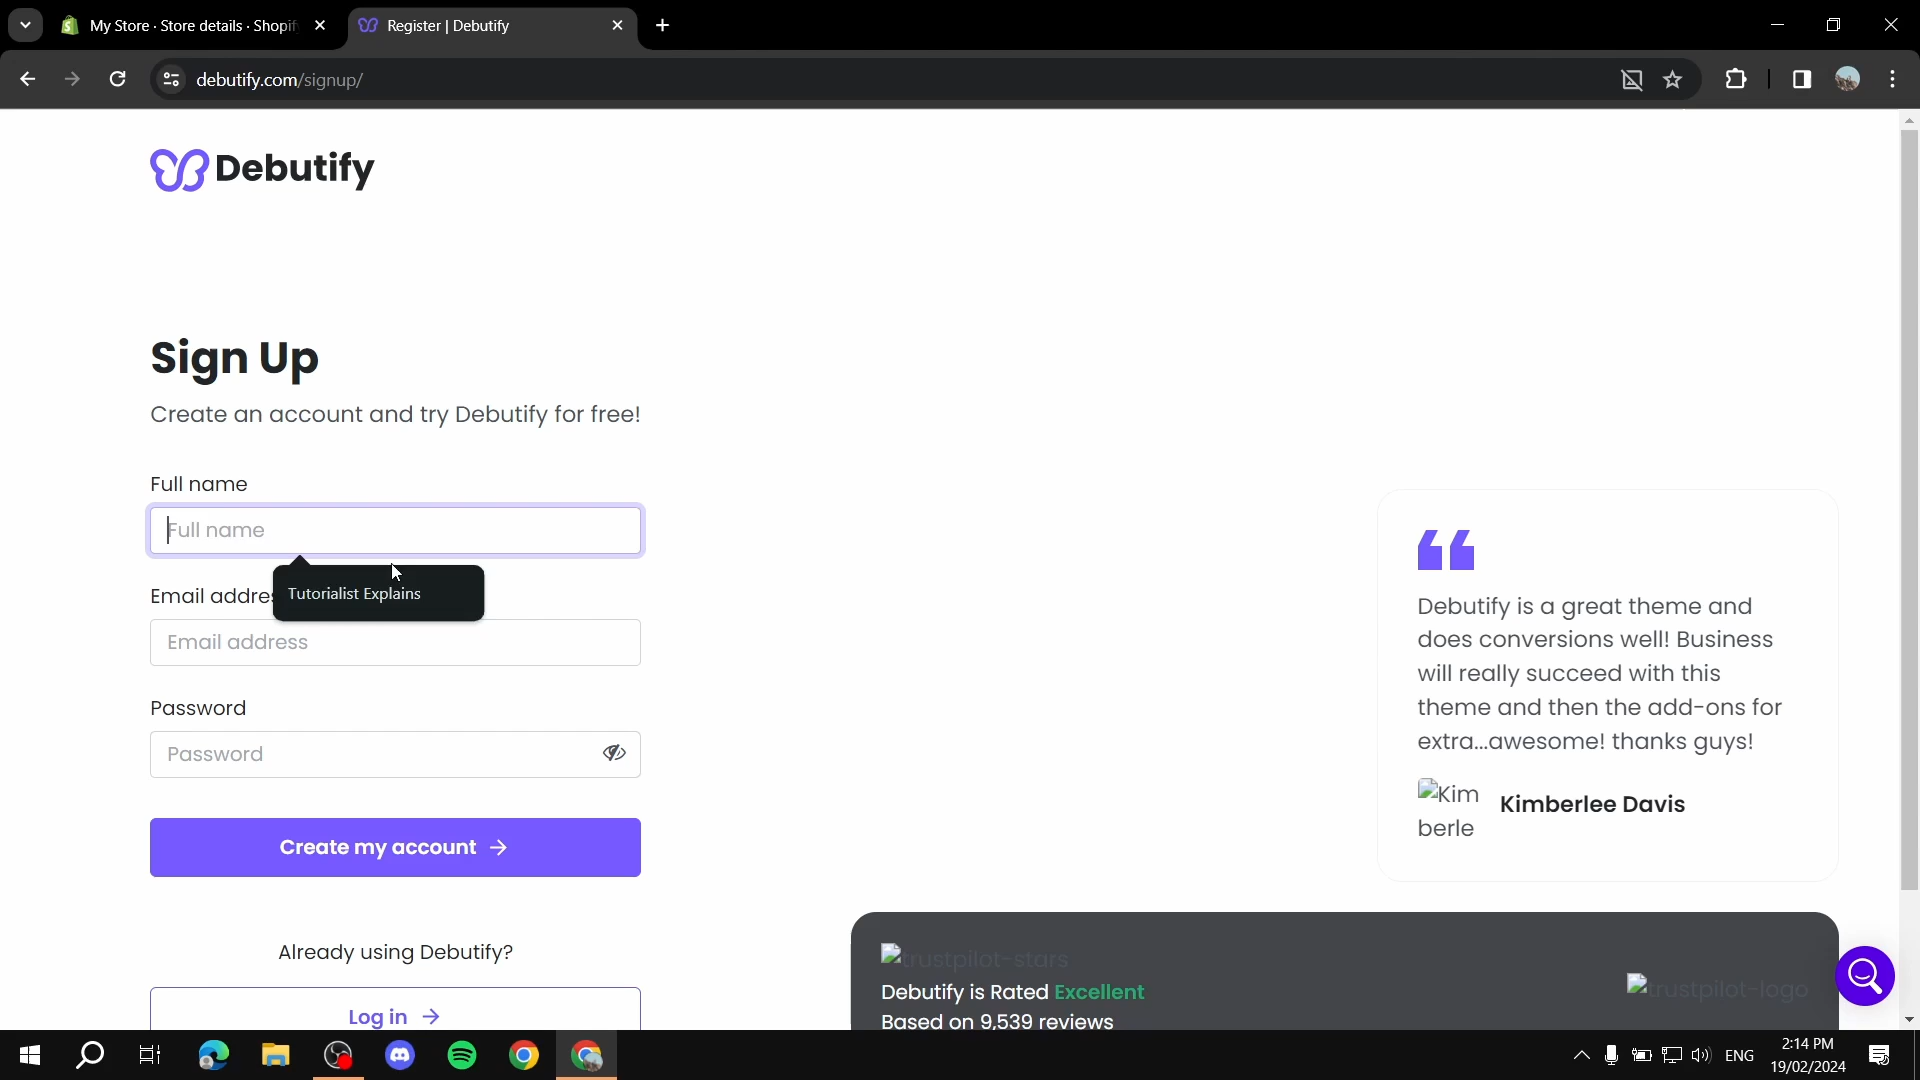 My Store · Store details · Shopif
Register | Debutify
debutify.com/signup/
Debutify
Sign Up
Create an account and try Debutify for free!
Full name
Full name
Tutorialist Explains
Email addres
Email address
Password
Password
Create my account →
Already using Debutify?
Log in →
Debutify is a great theme and
does conversions well! Business
will really succeed with this
theme and then the add-ons for
extra...awesome! thanks guys!
Kim
berle
Kimberlee Davis
trustpilot-stars
Debutify is Rated Excellent
Based on 9,539 reviews
trustpilot-logo
ENG
2:14 PM
19/02/2024